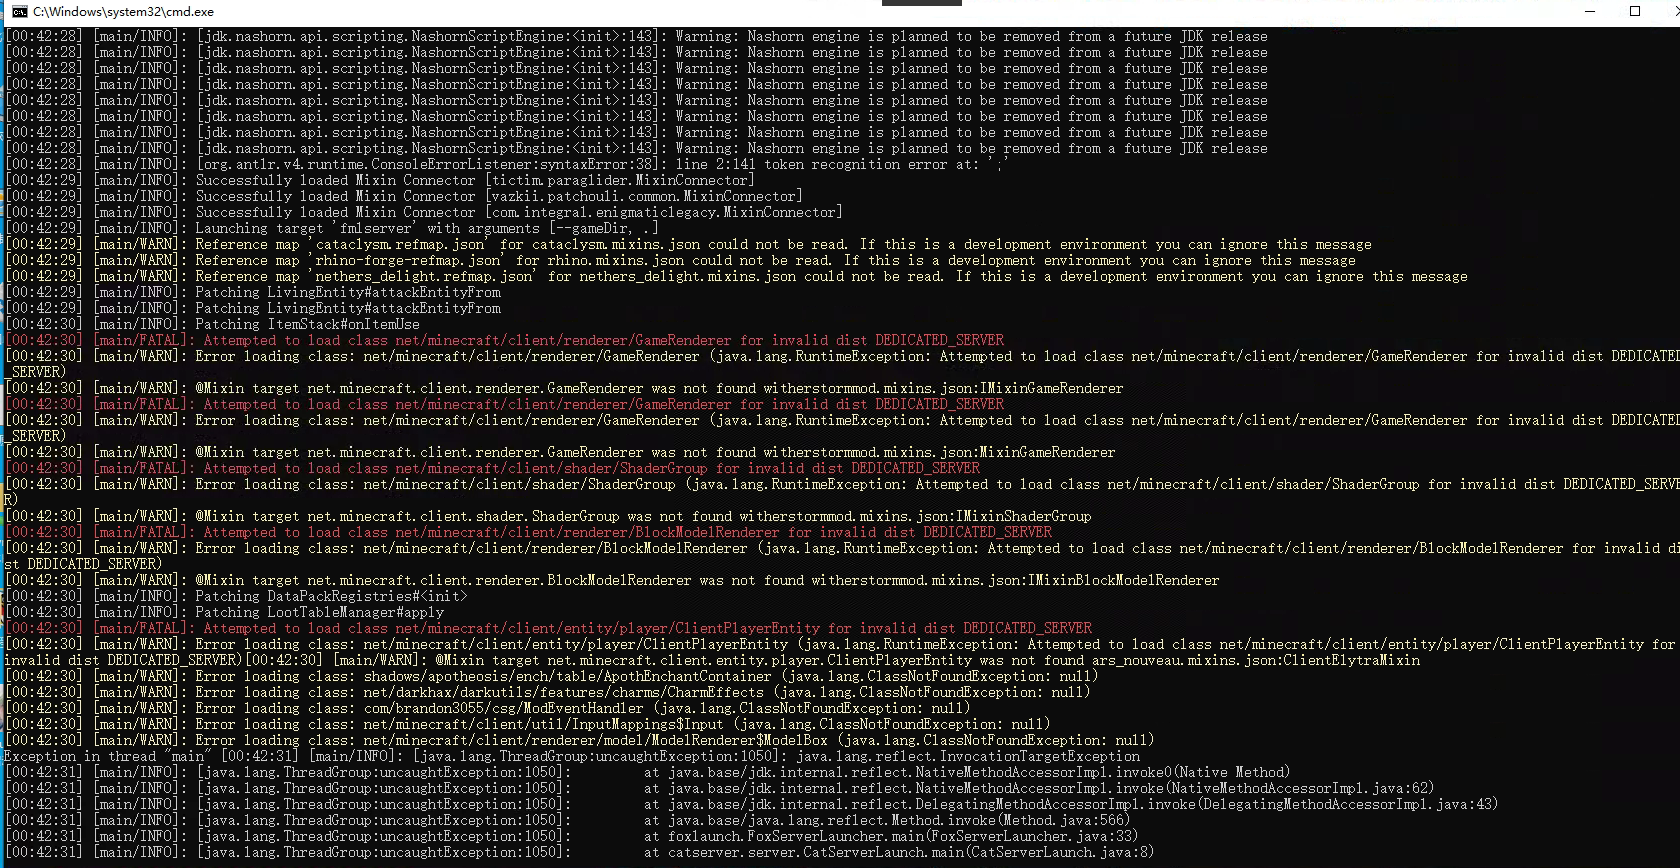 C:\Windows\system32\cmd.exe
[00:42:28] [main/INFO]: [jdk.nashorn.api.scripting.NashornScriptEngine:<init>:143]: Warning: Nashorn engine is planned to be removed from a future JDK release
[00:42:28] [main/INFO]: [jdk.nashorn.api.scripting.NashornScriptEngine:<init>:143]: Warning: Nashorn engine is planned to be removed from a future JDK release
[00:42:28] [main/INFO]: [jdk.nashorn.api.scripting.NashornScriptEngine:<init>:143]: Warning: Nashorn engine is planned to be removed from a future JDK release
[00:42:28] [main/INFO]: [jdk.nashorn.api.scripting.NashornScriptEngine:<init>:143]: Warning: Nashorn engine is planned to be removed from a future JDK release
[00:42:28] [main/INFO]: [jdk.nashorn.api.scripting.NashornScriptEngine:<init>:143]: Warning: Nashorn engine is planned to be removed from a future JDK release
[00:42:28] [main/INFO]: [jdk.nashorn.api.scripting.NashornScriptEngine:<init>:143]: Warning: Nashorn engine is planned to be removed from a future JDK release
[00:42:28] [main/INFO]: [jdk.nashorn.api.scripting.NashornScriptEngine:<init>:143]: Warning: Nashorn engine is planned to be removed from a future JDK release
[00:42:28] [main/INFO]: [jdk.nashorn.api.scripting.NashornScriptEngine:<init>:143]: Warning: Nashorn engine is planned to be removed from a future JDK release
[00:42:28] [main/INFO]: [org.antlr.v4.runtime.ConsoleErrorListener:syntaxError:38]: line 2:141 token recognition error at: ';'
[00:42:29] [main/INFO]: Successfully loaded Mixin Connector [tictim.paraglider.MixinConnector]
[00:42:29] [main/INFO]: Successfully loaded Mixin Connector [vazkii.patchouli.common.MixinConnector]
[00:42:29] [main/INFO]: Successfully loaded Mixin Connector [com.integral.enigmaticlegacy.MixinConnector]
[00:42:29] [main/INFO]: Launching target 'fmlserver' with arguments [--gameDir, .]
[00:42:29] [main/WARN]: Reference map 'cataclysm.refmap.json' for cataclysm.mixins.json could not be read. If this is a development environment you can ignore this message
[00:42:29] [main/WARN]: Reference map 'rhino-forge-refmap.json' for rhino.mixins.json could not be read. If this is a development environment you can ignore this message
[00:42:29] [main/WARN]: Reference map 'nethers_delight.refmap.json' for nethers_delight.mixins.json could not be read. If this is a development environment you can ignore this message
[00:42:29] [main/INFO]: Patching LivingEntity#attackEntityFrom
[00:42:29] [main/INFO]: Patching LivingEntity#attackEntityFrom
[00:42:30] [main/INFO]: Patching ItemStack#onItemUse
[00:42:30] [main/FATAL]: Attempted to load class net/minecraft/client/renderer/GameRenderer for invalid dist DEDICATED_SERVER
[00:42:30] [main/WARN]: Error loading class: net/minecraft/client/renderer/GameRenderer (java.lang.RuntimeException: Attempted to load class net/minecraft/client/renderer/GameRenderer for invalid dist DEDICATED
_SERVER)
[00:42:30] [main/WARN]: @Mixin target net.minecraft.client.renderer.GameRenderer was not found witherstormmod.mixins.json:IMixinGameRenderer
[00:42:30] [main/FATAL]: Attempted to load class net/minecraft/client/renderer/GameRenderer for invalid dist DEDICATED_SERVER
[00:42:30] [main/WARN]: Error loading class: net/minecraft/client/renderer/GameRenderer (java.lang.RuntimeException: Attempted to load class net/minecraft/client/renderer/GameRenderer for invalid dist DEDICATED
_SERVER)
[00:42:30] [main/WARN]: @Mixin target net.minecraft.client.renderer.GameRenderer was not found witherstormmod.mixins.json:MixinGameRenderer
[00:42:30] [main/FATAL]: Attempted to load class net/minecraft/client/shader/ShaderGroup for invalid dist DEDICATED_SERVER
[00:42:30] [main/WARN]: Error loading class: net/minecraft/client/shader/ShaderGroup (java.lang.RuntimeException: Attempted to load class net/minecraft/client/shader/ShaderGroup for invalid dist DEDICATED_SERVE
R)
[00:42:30] [main/WARN]: @Mixin target net.minecraft.client.shader.ShaderGroup was not found witherstormmod.mixins.json:IMixinShaderGroup
[00:42:30] [main/FATAL]: Attempted to load class net/minecraft/client/renderer/BlockModelRenderer for invalid dist DEDICATED_SERVER
[00:42:30] [main/WARN]: Error loading class: net/minecraft/client/renderer/BlockModelRenderer (java.lang.RuntimeException: Attempted to load class net/minecraft/client/renderer/BlockModelRenderer for invalid di
st DEDICATED_SERVER)
[00:42:30] [main/WARN]: @Mixin target net.minecraft.client.renderer.BlockModelRenderer was not found witherstormmod.mixins.json:IMixinBlockModelRenderer
[00:42:30] [main/INFO]: Patching DataPackRegistries#<init>
[00:42:30] [main/INFO]: Patching LootTableManager#apply
[00:42:30] [main/FATAL]: Attempted to load class net/minecraft/client/entity/player/ClientPlayerEntity for invalid dist DEDICATED_SERVER
[00:42:30] [main/WARN]: Error loading class: net/minecraft/client/entity/player/ClientPlayerEntity (java.lang.RuntimeException: Attempted to load class net/minecraft/client/entity/player/ClientPlayerEntity for
invalid dist DEDICATED_SERVER)[00:42:30] [main/WARN]: @Mixin target net.minecraft.client.entity.player.ClientPlayerEntity was not found ars_nouveau.mixins.json:ClientElytraMixin
[00:42:30] [main/WARN]: Error loading class: shadows/apotheosis/ench/table/ApothEnchantContainer (java.lang.ClassNotFoundException: null)
[00:42:30] [main/WARN]: Error loading class: net/darkhax/darkutils/features/charms/CharmEffects (java.lang.ClassNotFoundException: null)
[00:42:30] [main/WARN]: Error loading class: com/brandon3055/csg/ModEventHandler (java.lang.ClassNotFoundException: null)
[00:42:30] [main/WARN]: Error loading class: net/minecraft/client/util/InputMappings$Input (java.lang.ClassNotFoundException: null)
[00:42:30] [main/WARN]: Error loading class: net/minecraft/client/renderer/model/ModelRenderer$ModelBox (java.lang.ClassNotFoundException: null)
Exception in thread "main" [00:42:31] [main/INFO]: [java.lang.ThreadGroup:uncaughtException:1050]: java.lang.reflect.InvocationTargetException
[00:42:31] [main/INFO]: [java.lang.ThreadGroup:uncaughtException:1050]: at java.base/jdk.internal.reflect.NativeMethodAccessorImpl.invoke0(Native Method)
[00:42:31] [main/INFO]: [java.lang.ThreadGroup:uncaughtException:1050]: at java.base/jdk.internal.reflect.NativeMethodAccessorImpl.invoke(NativeMethodAccessorImpl.java:62)
[00:42:31] [main/INFO]: [java.lang.ThreadGroup:uncaughtException:1050]: at java.base/jdk.internal.reflect.DelegatingMethodAccessorImpl.invoke(DelegatingMethodAccessorImpl.java:43)
[00:42:31] [main/INFO]: [java.lang.ThreadGroup:uncaughtException:1050]: at java.base/java.lang.reflect.Method.invoke(Method.java:566)
[00:42:31] [main/INFO]: [java.lang.ThreadGroup:uncaughtException:1050]: at foxlaunch.FoxServerLauncher.main(FoxServerLauncher.java:33)
[00:42:31] [main/INFO]: [java.lang.ThreadGroup:uncaughtException:1050]: at catserver.server.CatServerLaunch.main(CatServerLaunch.java:8)